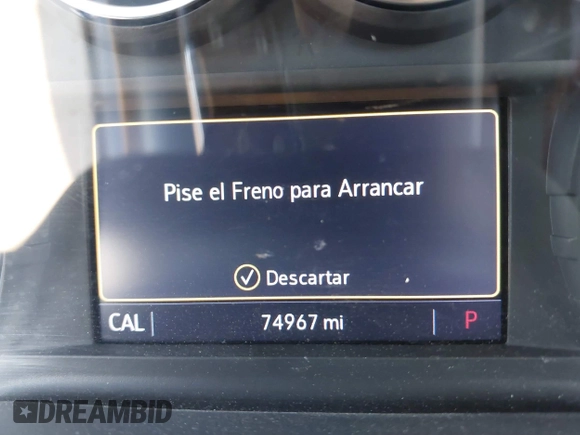 Pise el Freno para Arrancar
Descartar
CAL 74967 mi P
DREAMBID